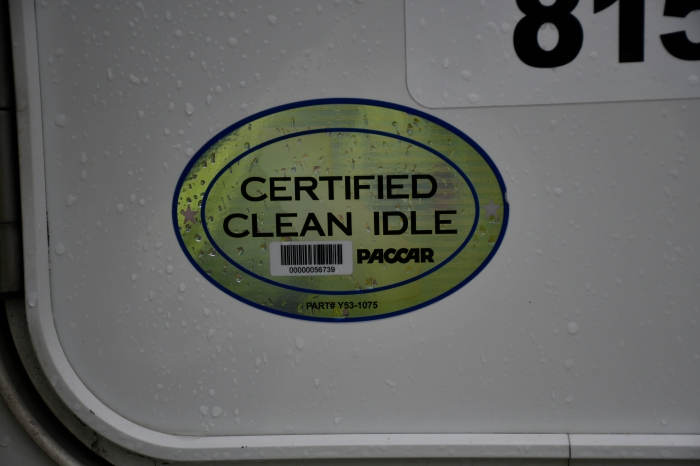 815
CERTIFIED
CLEAN IDLE
PACCAR
00000056739
PART# Y53-1075